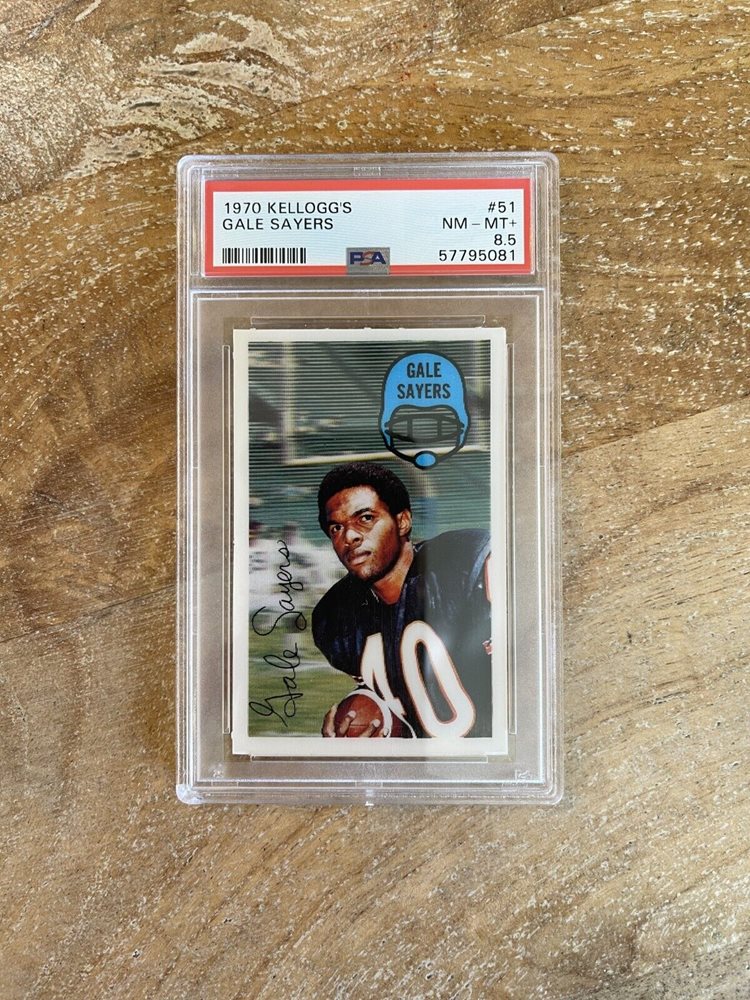 1970 KELLOGG'S #51
GALE SAYERS NM - MT+
8.5
PSA 57795081
GALE
SAYERS
Gale Sayers
40